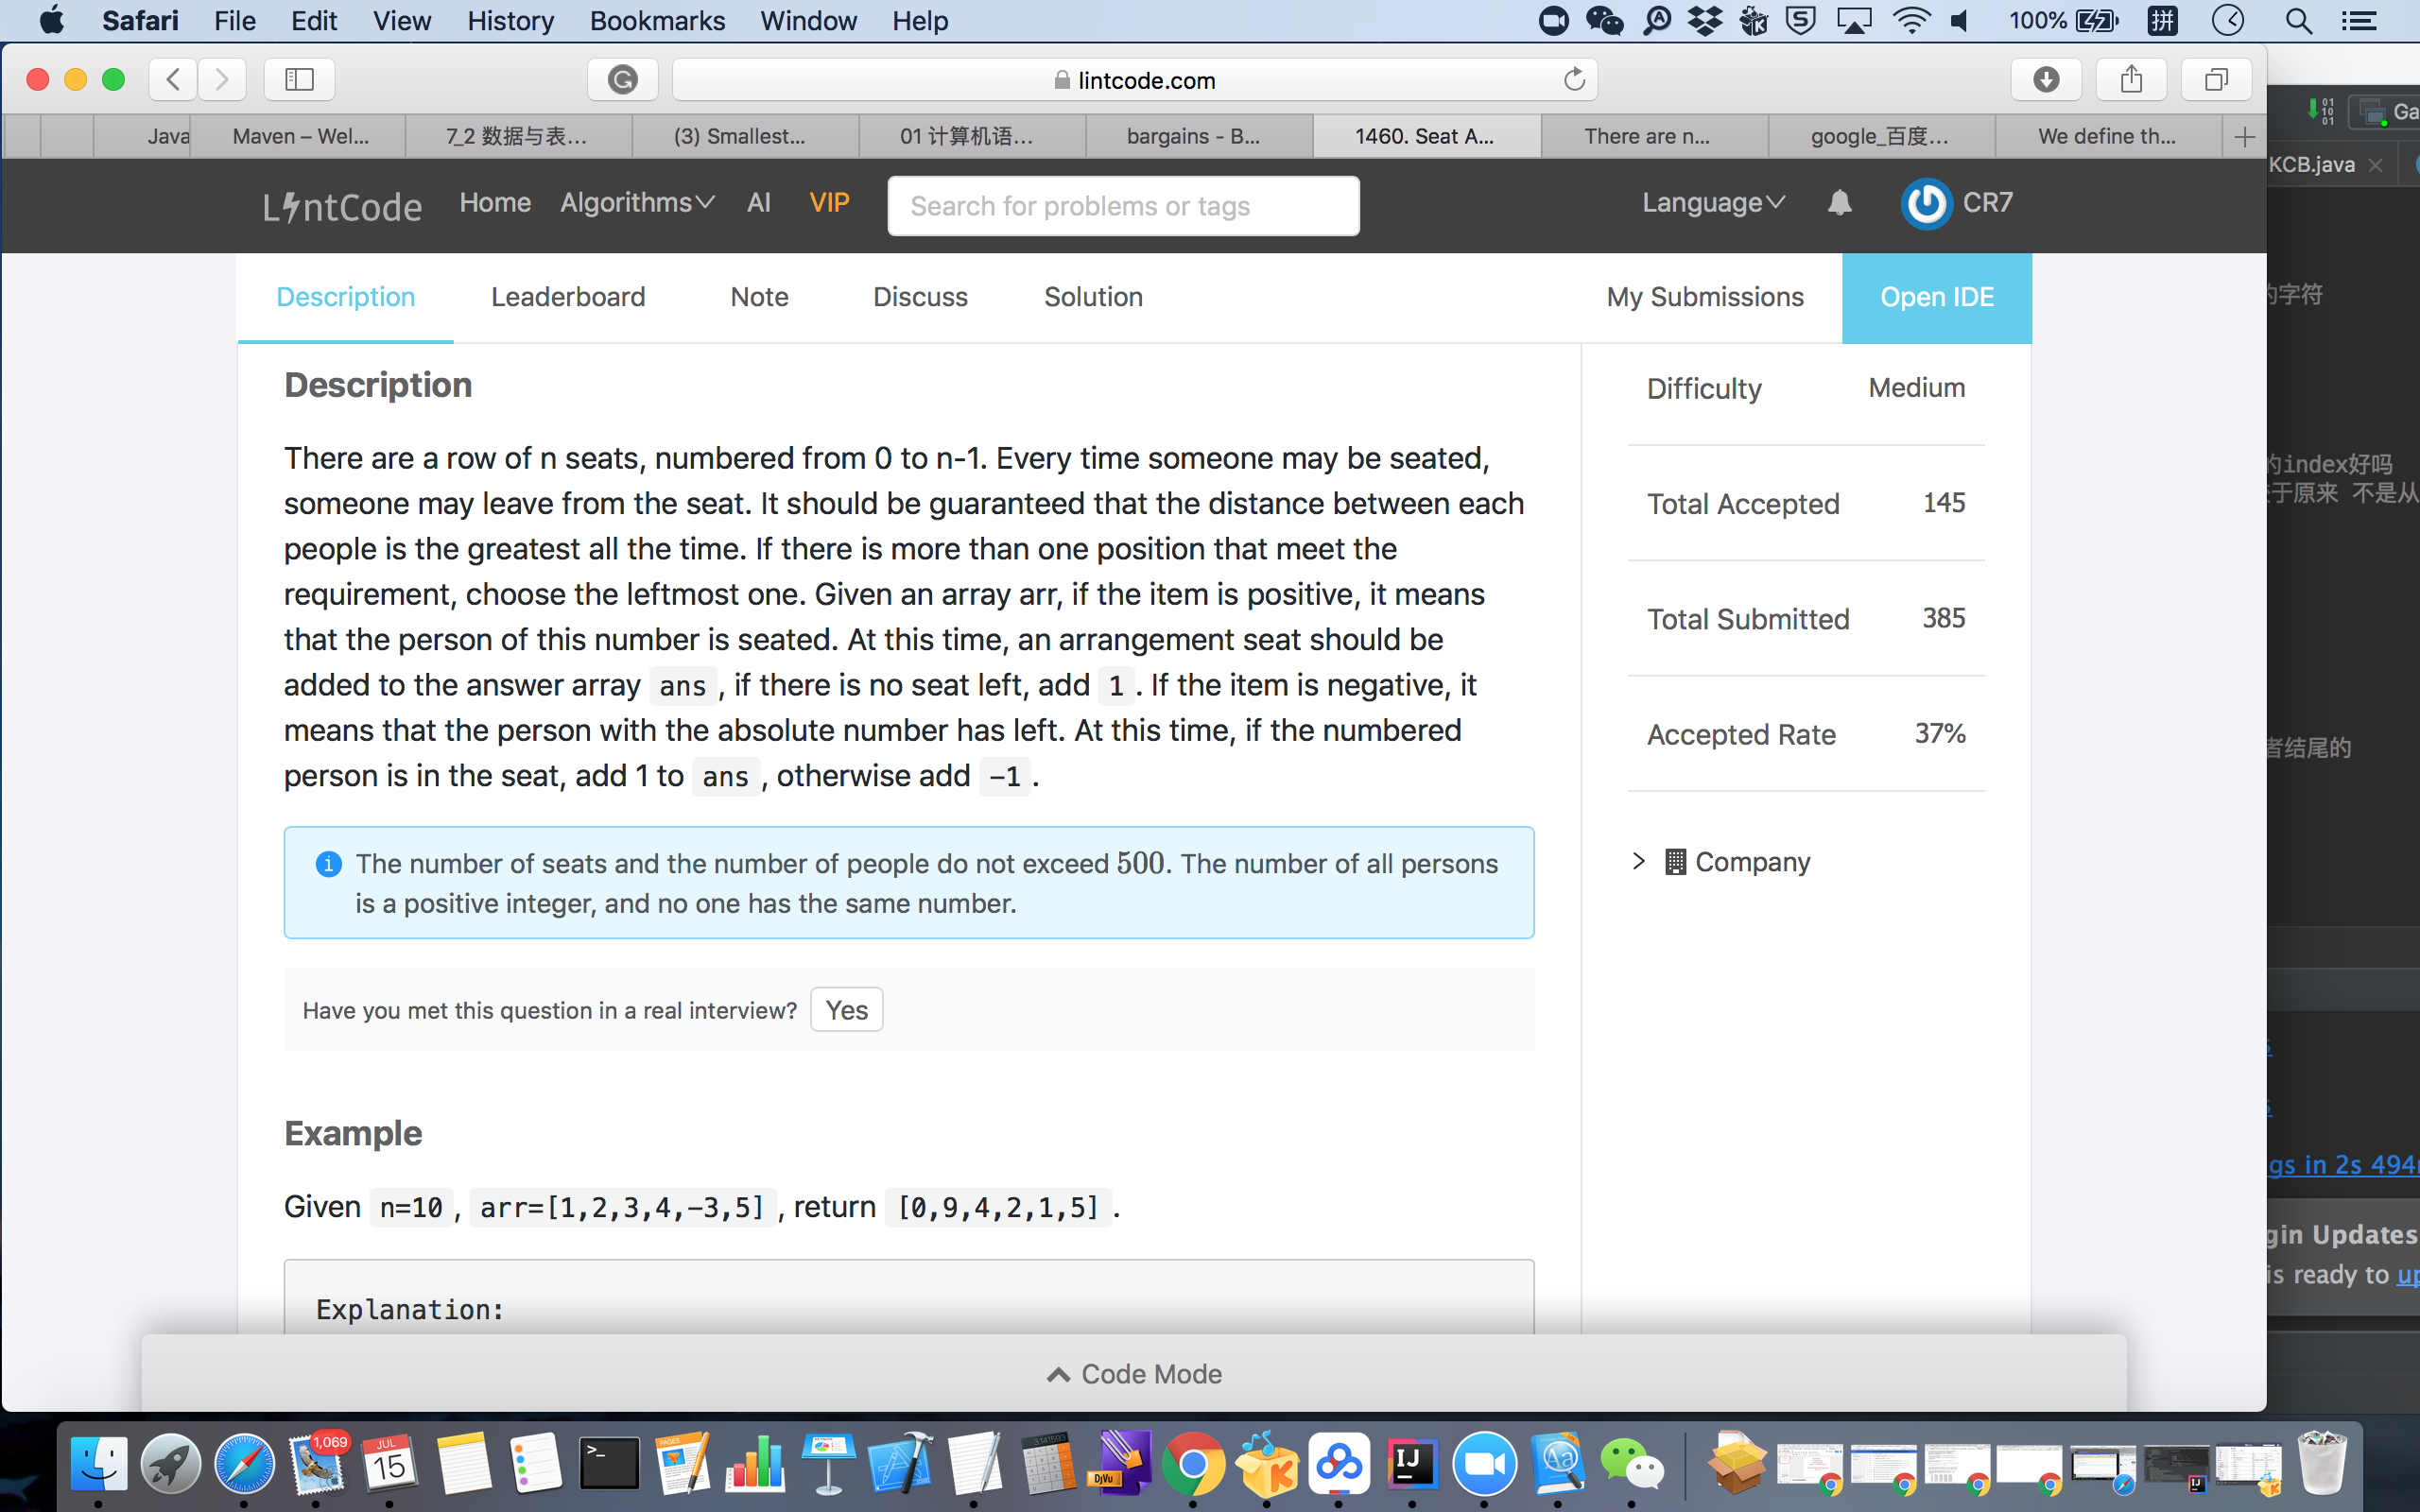 Safari File Edit View History Bookmarks Window Help 100% 拼
lintcode.com
Java Maven – Wel... 7_2 数据与表... (3) Smallest... 01 计算机语... bargains - B... 1460. Seat A... There are n... google_百度... We define th...
LintCode Home Algorithms AI VIP Search for problems or tags Language CR7
Description Leaderboard Note Discuss Solution My Submissions Open IDE
Description
There are a row of n seats, numbered from 0 to n-1. Every time someone may be seated,
someone may leave from the seat. It should be guaranteed that the distance between each
people is the greatest all the time. If there is more than one position that meet the
requirement, choose the leftmost one. Given an array arr, if the item is positive, it means
that the person of this number is seated. At this time, an arrangement seat should be
added to the answer array ans , if there is no seat left, add 1 . If the item is negative, it
means that the person with the absolute number has left. At this time, if the numbered
person is in the seat, add 1 to ans , otherwise add -1 .
The number of seats and the number of people do not exceed 500. The number of all persons
is a positive integer, and no one has the same number.
Have you met this question in a real interview? Yes
Example
Given n=10 , arr=[1,2,3,4,-3,5] , return [0,9,4,2,1,5] .
Explanation:
Code Mode
Difficulty Medium
Total Accepted 145
Total Submitted 385
Accepted Rate 37%
Company
Ga
KCB.java
的字符
的index好吗
于原来 不是从
者结尾的
gs in 2s 494
gin Updates
is ready to up
1,069
JUL
15
PAGES
DjVu
IJ